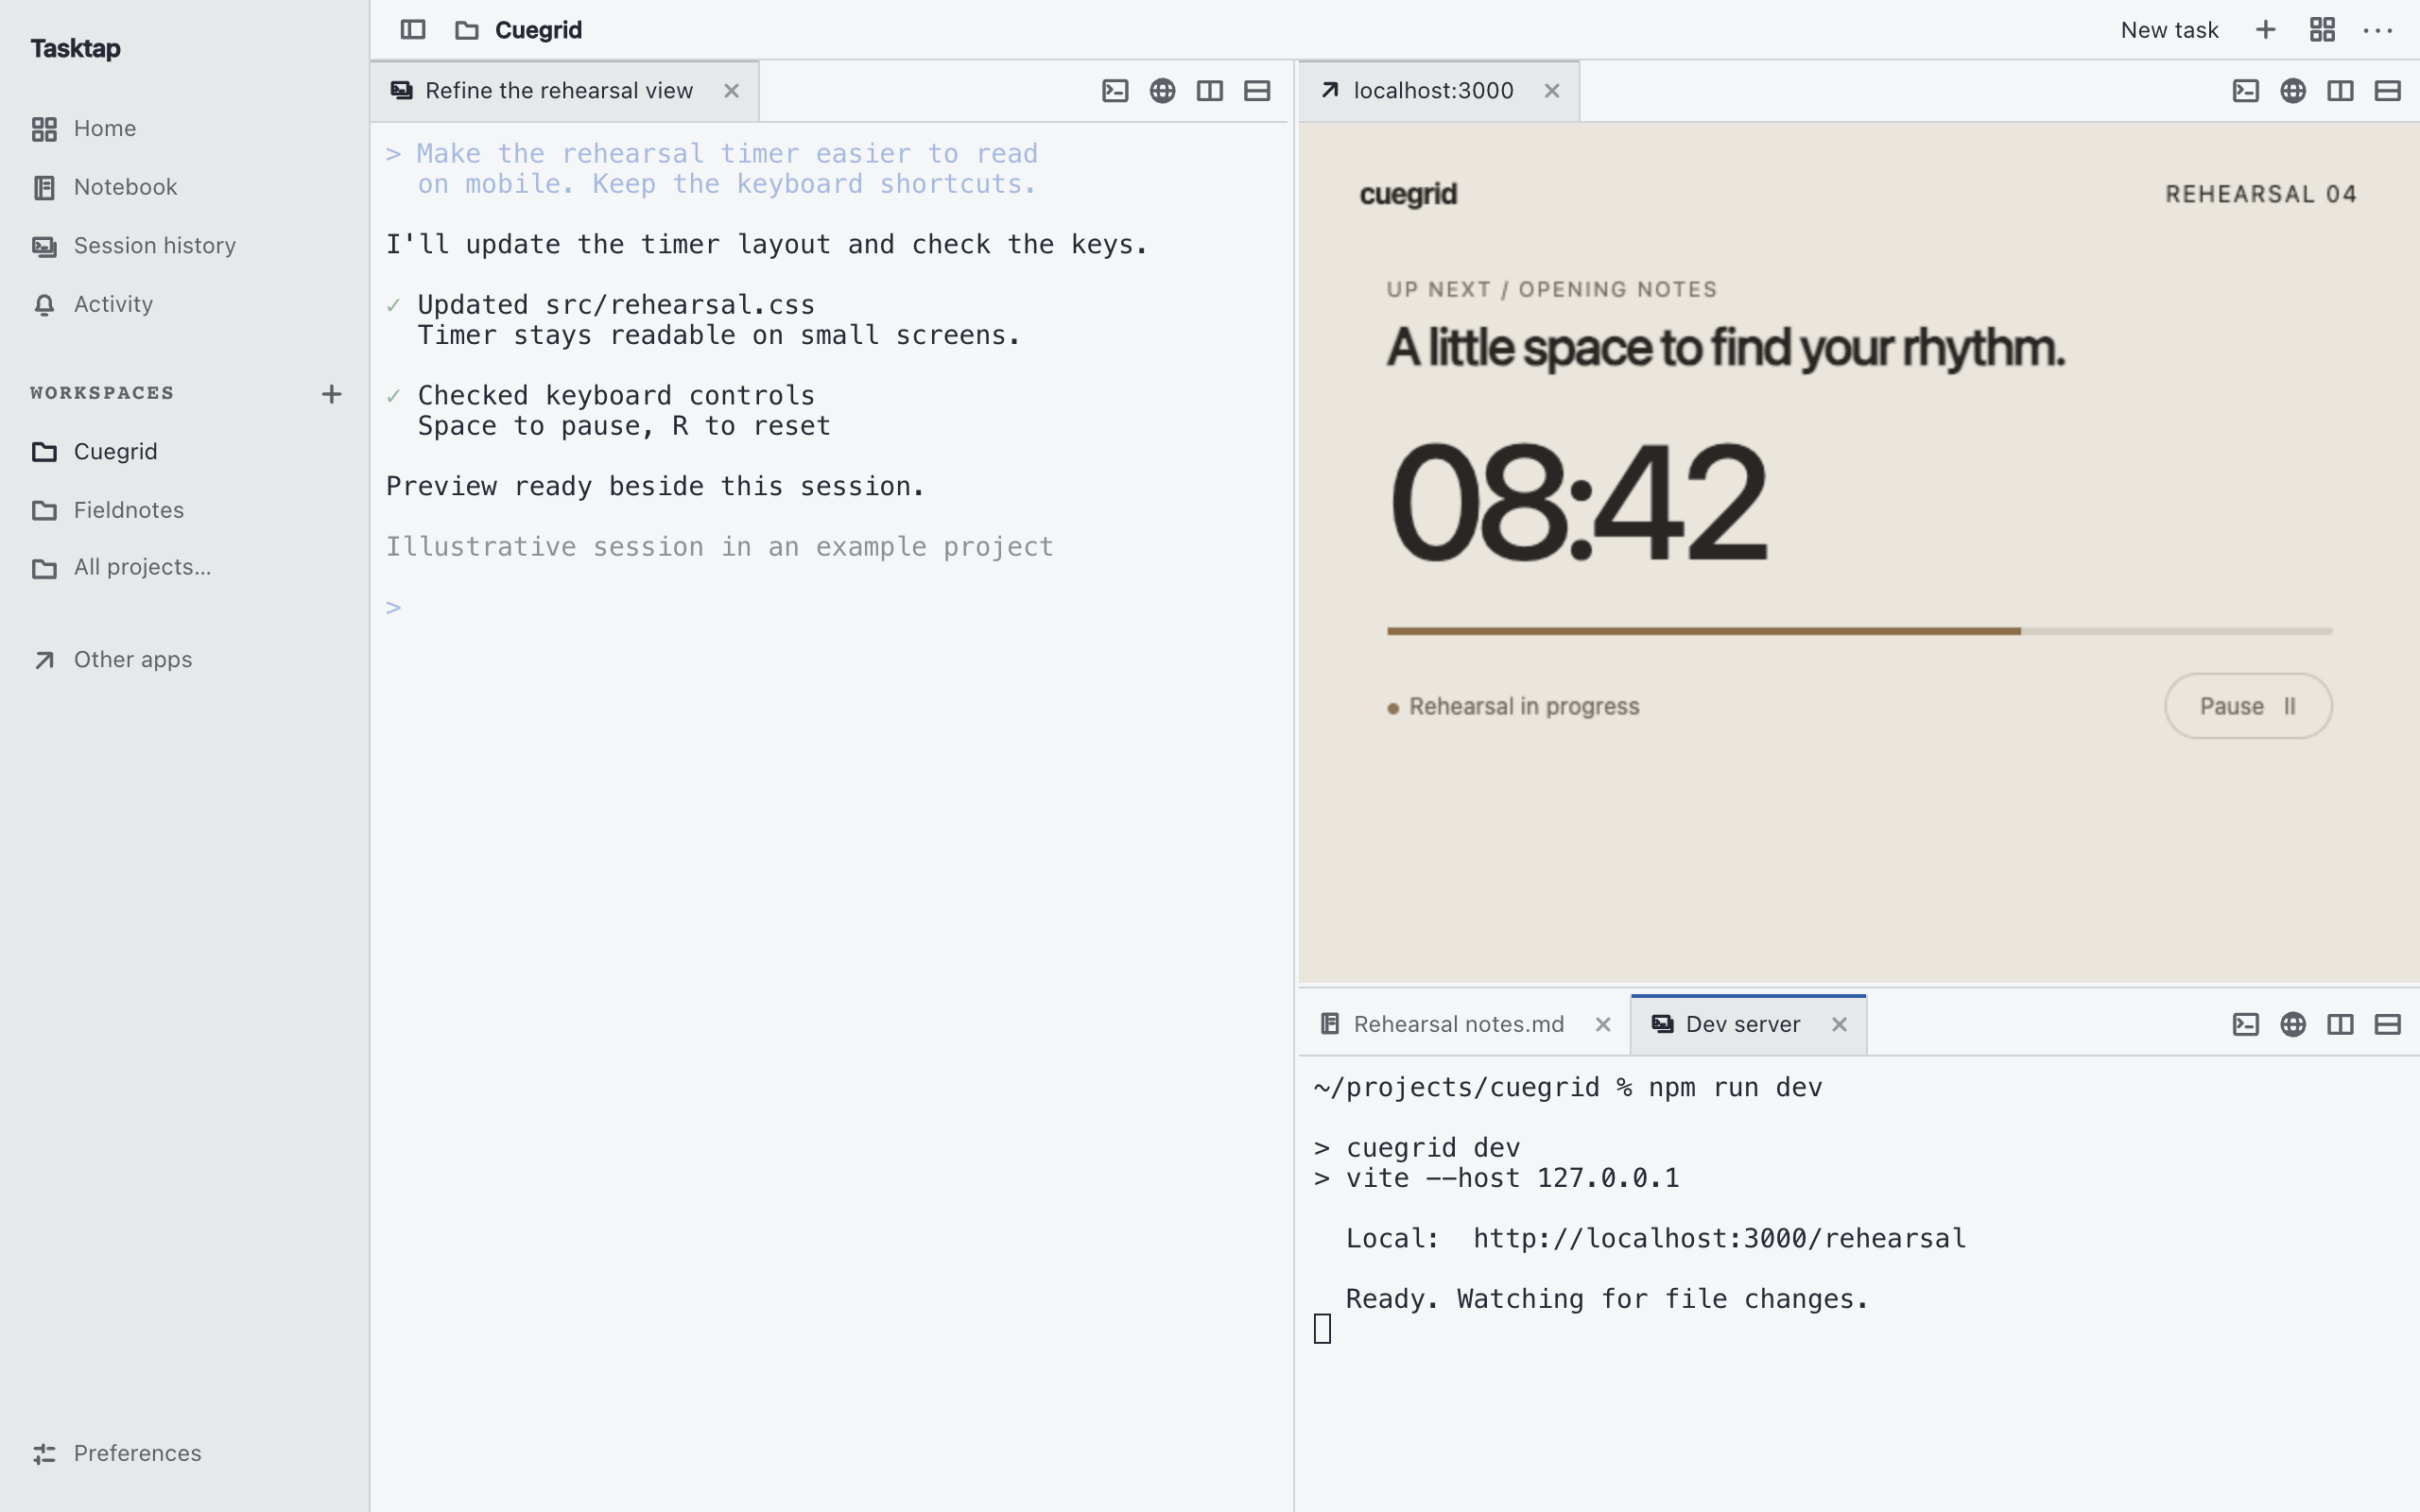 Tasktap
Home
Notebook
Session history
Activity
WORKSPACES
Cuegrid
Fieldnotes
All projects...
Other apps
Preferences
Cuegrid
New task
Refine the rehearsal view
> Make the rehearsal timer easier to read
on mobile. Keep the keyboard shortcuts.
I'll update the timer layout and check the keys.
✓ Updated src/rehearsal.css
Timer stays readable on small screens.
✓ Checked keyboard controls
Space to pause, R to reset
Preview ready beside this session.
Illustrative session in an example project
>
localhost:3000
cuegrid
REHEARSAL 04
UP NEXT / OPENING NOTES
A little space to find your rhythm.
08:42
Rehearsal in progress
Pause
Rehearsal notes.md
Dev server
~/projects/cuegrid % npm run dev
> cuegrid dev
> vite --host 127.0.0.1
Local:  http://localhost:3000/rehearsal
Ready. Watching for file changes.